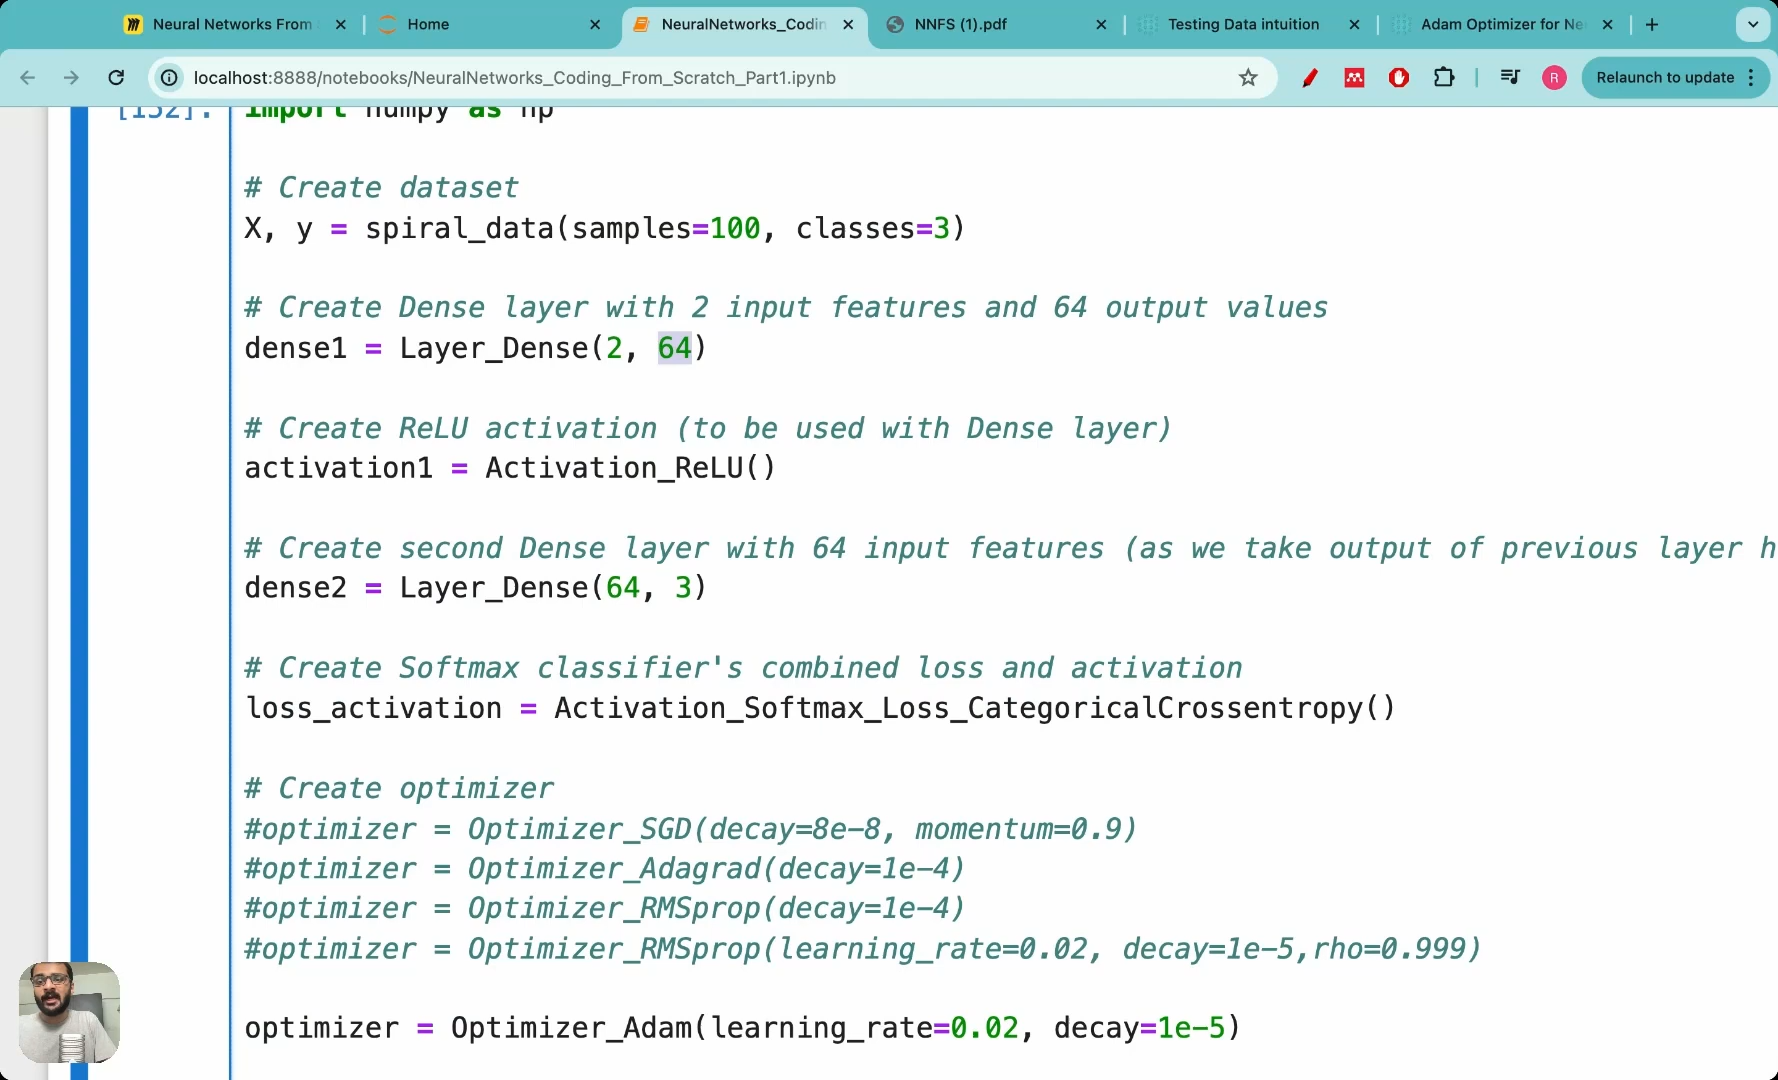 Neural Networks From
Home
NeuralNetworks_Codin
NNFS (1).pdf
Testing Data intuition
Adam Optimizer for Ne
localhost:8888/notebooks/NeuralNetworks_Coding_From_Scratch_Part1.ipynb
R
Relaunch to update
[152]:
import numpy as np
# Create dataset
X, y = spiral_data(samples=100, classes=3)
# Create Dense layer with 2 input features and 64 output values
dense1 = Layer_Dense(2, 64)
# Create ReLU activation (to be used with Dense layer)
activation1 = Activation_ReLU()
# Create second Dense layer with 64 input features (as we take output of previous layer h
dense2 = Layer_Dense(64, 3)
# Create Softmax classifier's combined loss and activation
loss_activation = Activation_Softmax_Loss_CategoricalCrossentropy()
# Create optimizer
#optimizer = Optimizer_SGD(decay=8e-8, momentum=0.9)
#optimizer = Optimizer_Adagrad(decay=1e-4)
#optimizer = Optimizer_RMSprop(decay=1e-4)
#optimizer = Optimizer_RMSprop(learning_rate=0.02, decay=1e-5,rho=0.999)
optimizer = Optimizer_Adam(learning_rate=0.02, decay=1e-5)